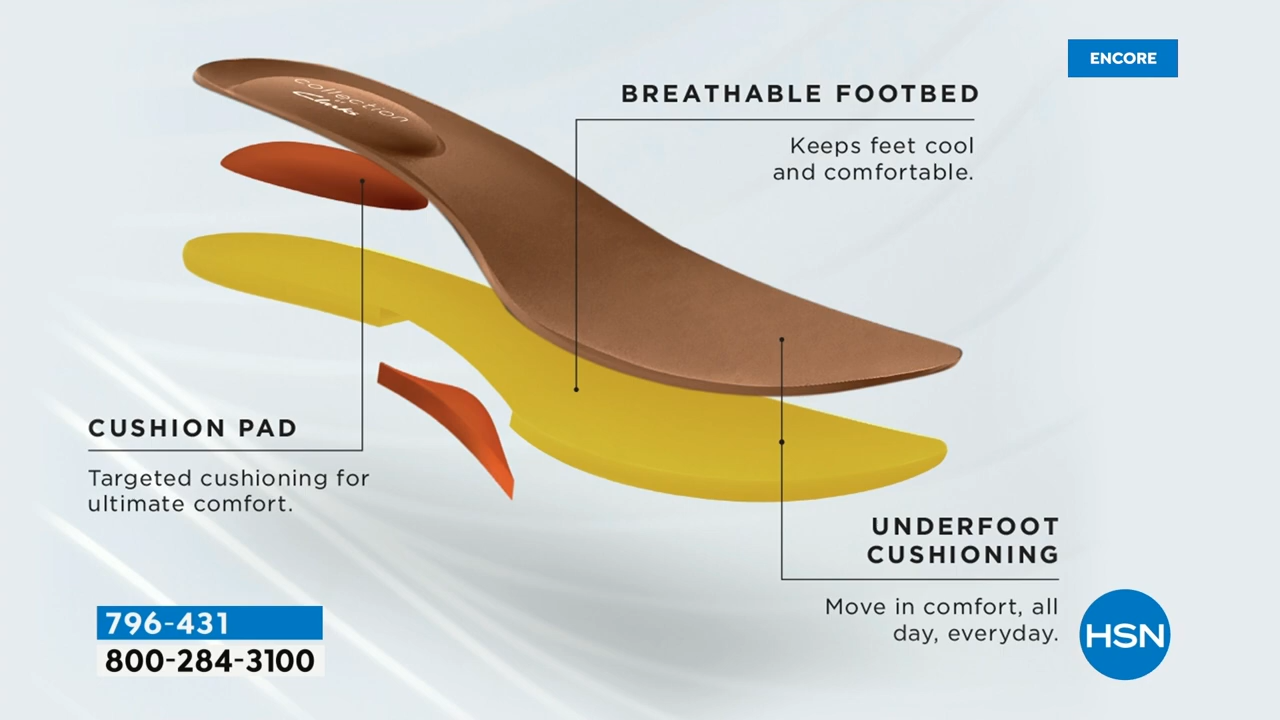 ENCORE
collection
by
Clarks
BREATHABLE FOOTBED
Keeps feet cool
and comfortable.
CUSHION PAD
Targeted cushioning for
ultimate comfort.
UNDERFOOT
CUSHIONING
Move in comfort, all
day, everyday.
796-431
800-284-3100
HSN